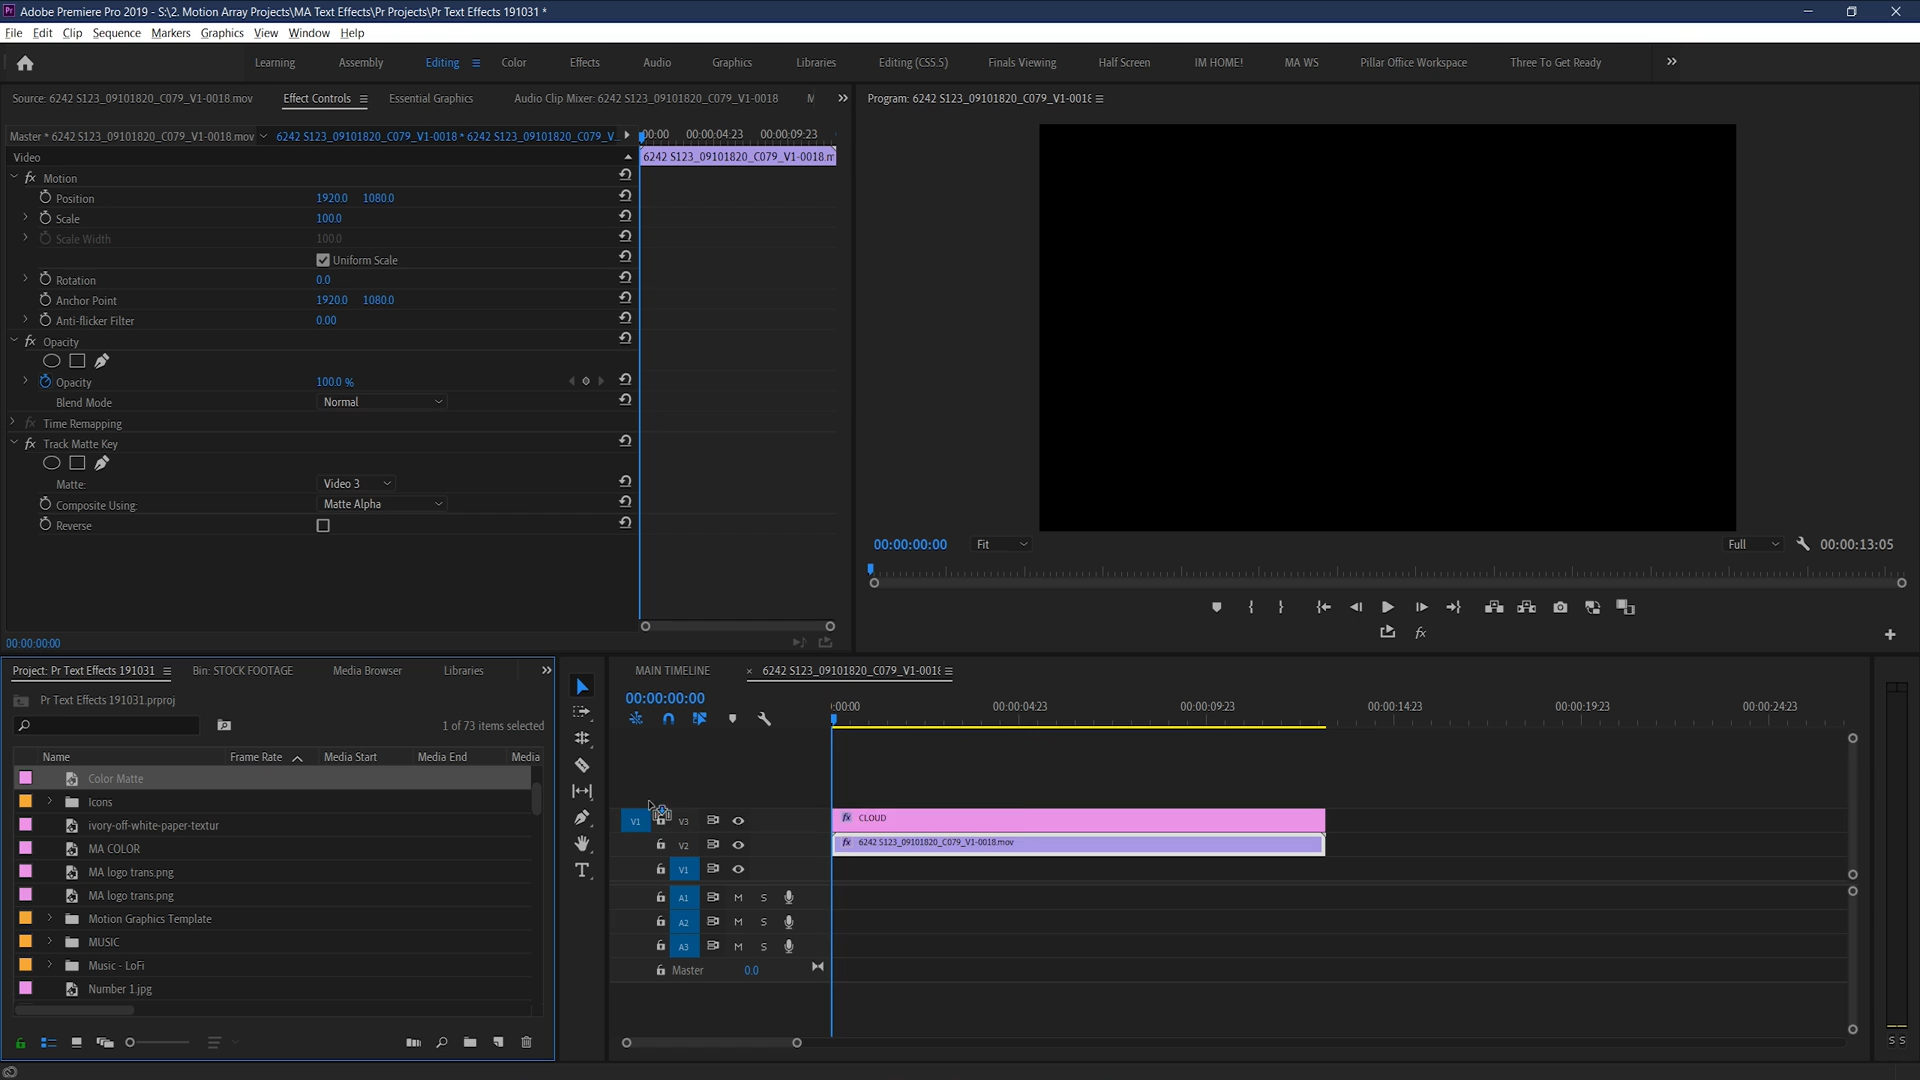 Pr Adobe Premiere Pro 2019 - S:\2. Motion Array Projects\MA Text Effects\Pr Projects\Pr Text Effects 191031 *
File Edit Clip Sequence Markers Graphics View Window Help
Learning Assembly Editing Color Effects Audio Graphics Libraries Editing (CS5.5) Finals Viewing Half Screen IM HOME! MA WS Pillar Office Workspace Three To Get Ready
Source: 6242 S123_09101820_C079_V1-0018.mov Effect Controls Essential Graphics Audio Clip Mixer: 6242 S123_09101820_C079_V1-0018 M
Program: 6242 S123_09101820_C079_V1-0018
Master * 6242 S123_09101820_C079_V1-0018.mov 6242 S123_09101820_C079_V1-0018 * 6242 S123_09101820_C079_V...
:00:00 00:00:04:23 00:00:09:23
Video
6242 S123_09101820_C079_V1-0018.m
fx Motion
Position 1920.0 1080.0
Scale 100.0
Scale Width 100.0
Uniform Scale
Rotation 0.0
Anchor Point 1920.0 1080.0
Anti-flicker Filter 0.00
fx Opacity
Opacity 100.0 %
Blend Mode Normal
fx Time Remapping
fx Track Matte Key
Matte: Video 3
Composite Using: Matte Alpha
Reverse
00:00:00:00
00:00:00:00 Fit Full 00:00:13:05
fx
Project: Pr Text Effects 191031 Bin: STOCK FOOTAGE Media Browser Libraries
Pr Text Effects 191031.prproj
1 of 73 items selected
Name Frame Rate Media Start Media End Media
Color Matte
Icons
ivory-off-white-paper-textur
MA COLOR
MA logo trans.png
MA logo trans.png
Motion Graphics Template
MUSIC
Music - LoFi
Number 1.jpg
MAIN TIMELINE × 6242 S123_09101820_C079_V1-0018
00:00:00:00
:00:00 00:00:04:23 00:00:09:23 00:00:14:23 00:00:19:23 00:00:24:23
V1 V3 fx CLOUD
V2 fx 6242 S123_09101820_C079_V1-0018.mov
V1
A1 M S
A2 M S
A3 M S
Master 0.0
S S